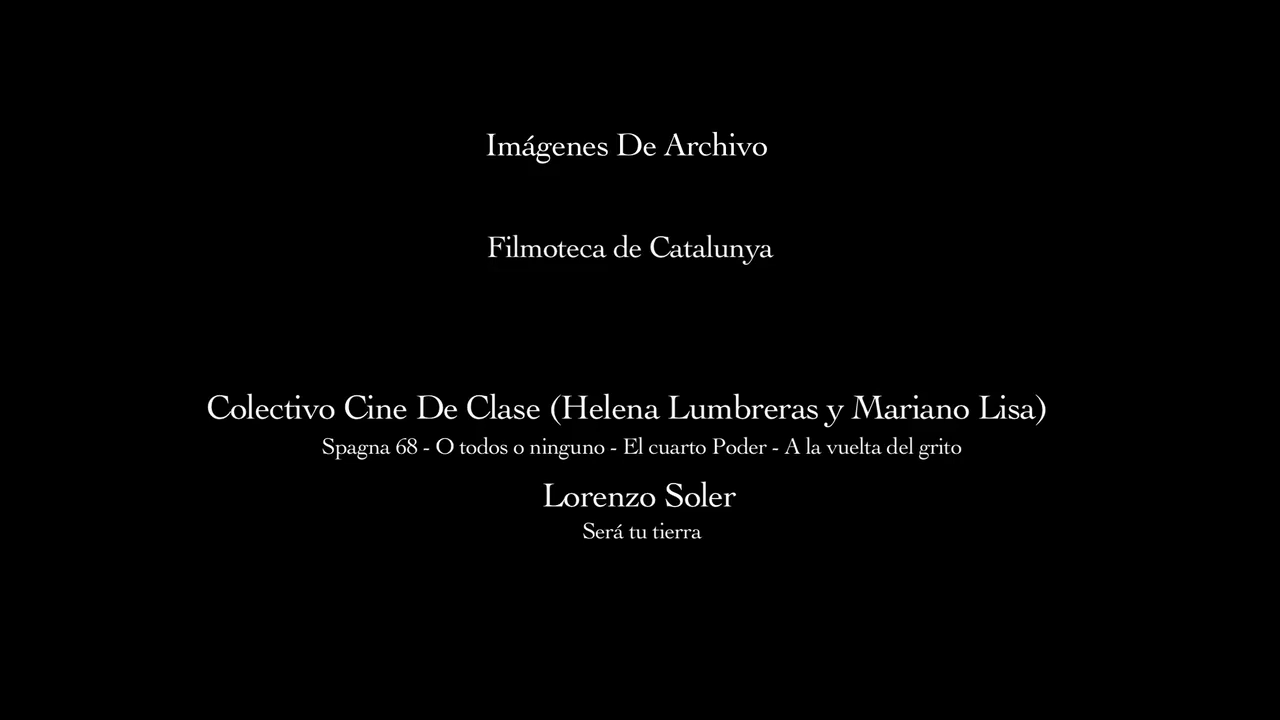 Imágenes De Archivo
Filmoteca de Catalunya
Colectivo Cine De Clase (Helena Lumbreras y Mariano Lisa)
Spagna 68 - O todos o ninguno - El cuarto Poder - A la vuelta del grito
Lorenzo Soler
Será tu tierra